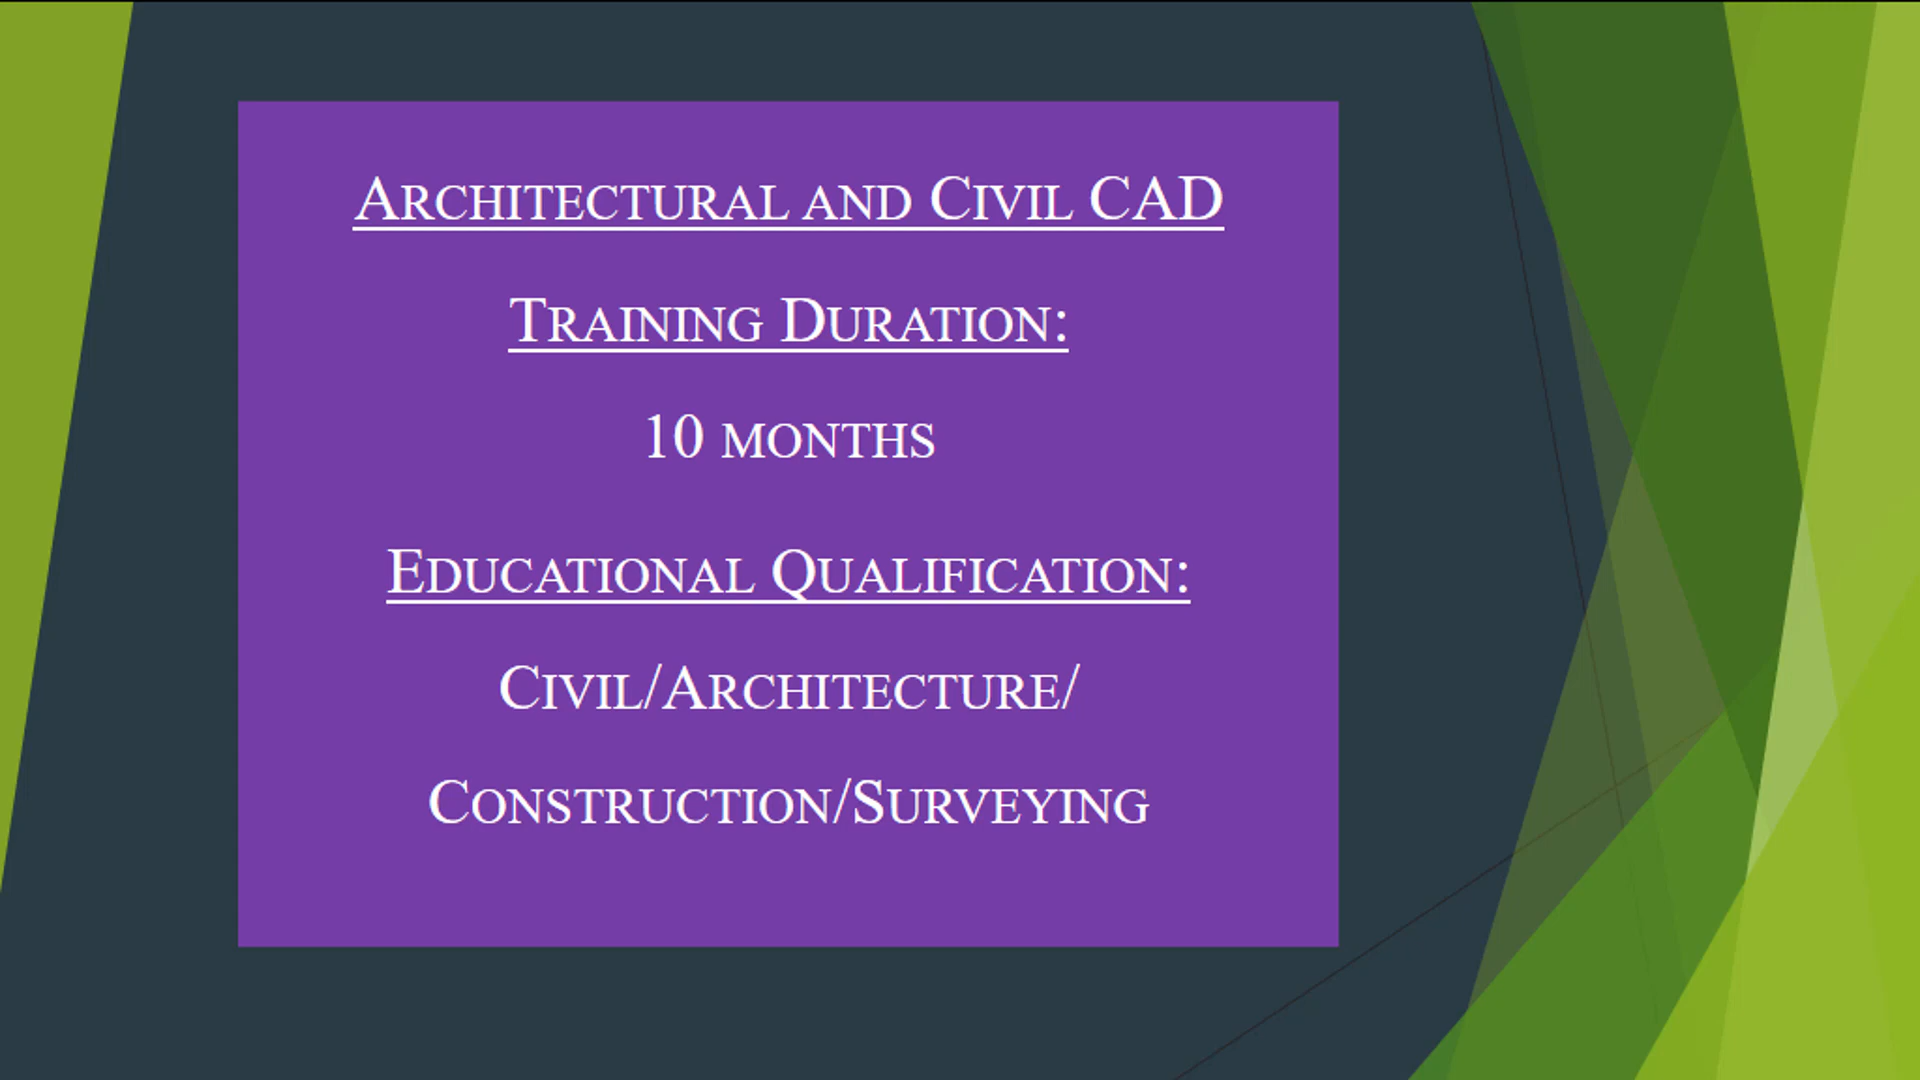 Architectural and Civil CAD
Training Duration:
10 months
Educational Qualification:
Civil/Architecture/
Construction/Surveying